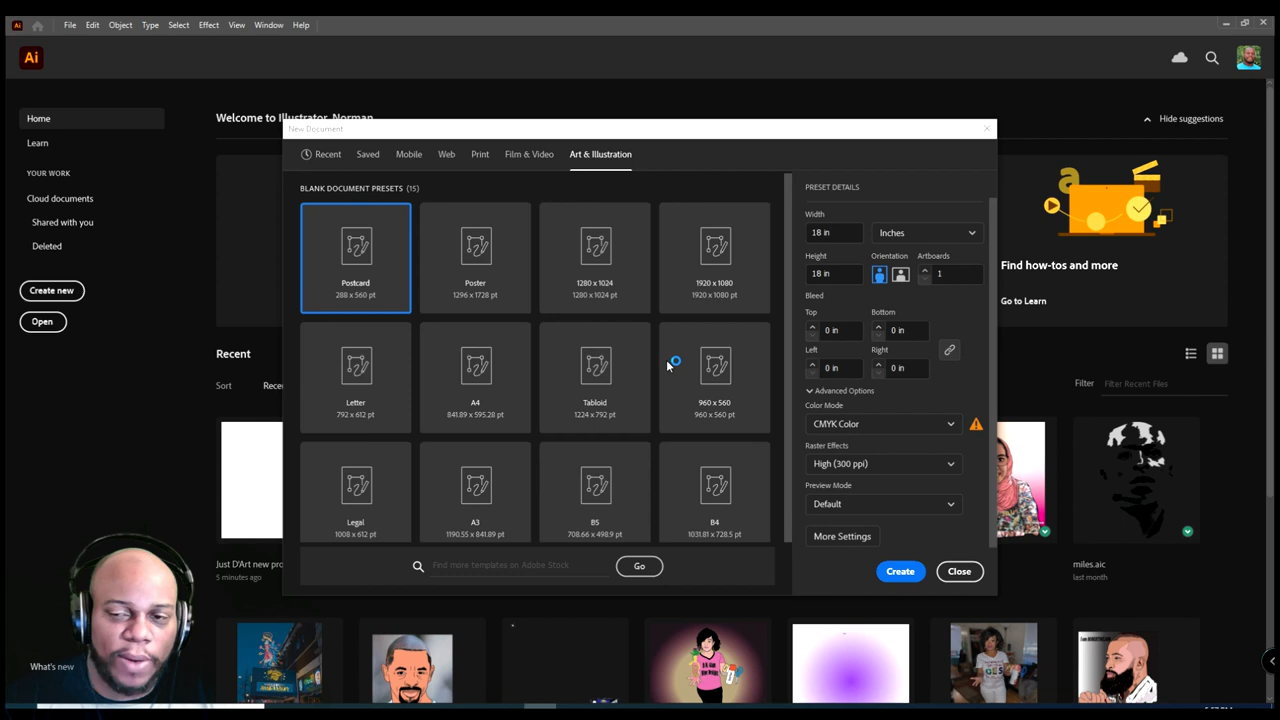 Ai File Edit Object Type Select Effect View Window Help
Ai
Home
Learn
YOUR WORK
Cloud documents
Shared with you
Deleted
Create new
Open
What's new
Welcome to Illustrator, Norman
Hide suggestions
New Document
Recent Saved Mobile Web Print Film & Video Art & Illustration
BLANK DOCUMENT PRESETS (15)
Postcard
288 x 560 pt
Poster
1296 x 1728 pt
1280 x 1024
1280 x 1024 pt
1920 x 1080
1920 x 1080 pt
Letter
792 x 612 pt
A4
841.89 x 595.28 pt
Tabloid
1224 x 792 pt
960 x 560
960 x 560 pt
Legal
1008 x 612 pt
A3
1190.55 x 841.89 pt
B5
708.66 x 498.9 pt
B4
1031.81 x 728.5 pt
Find more templates on Adobe Stock
Go
PRESET DETAILS
Width
18 in Inches
Height Orientation Artboards
18 in 1
Bleed
Top Bottom
0 in 0 in
Left Right
0 in 0 in
Advanced Options
Color Mode
CMYK Color
Raster Effects
High (300 ppi)
Preview Mode
Default
More Settings
Create Close
Find how-tos and more
Go to Learn
Recent
Sort Rece
Filter Filter Recent Files
Just D'Art new pro
5 minutes ago
miles.aic
last month